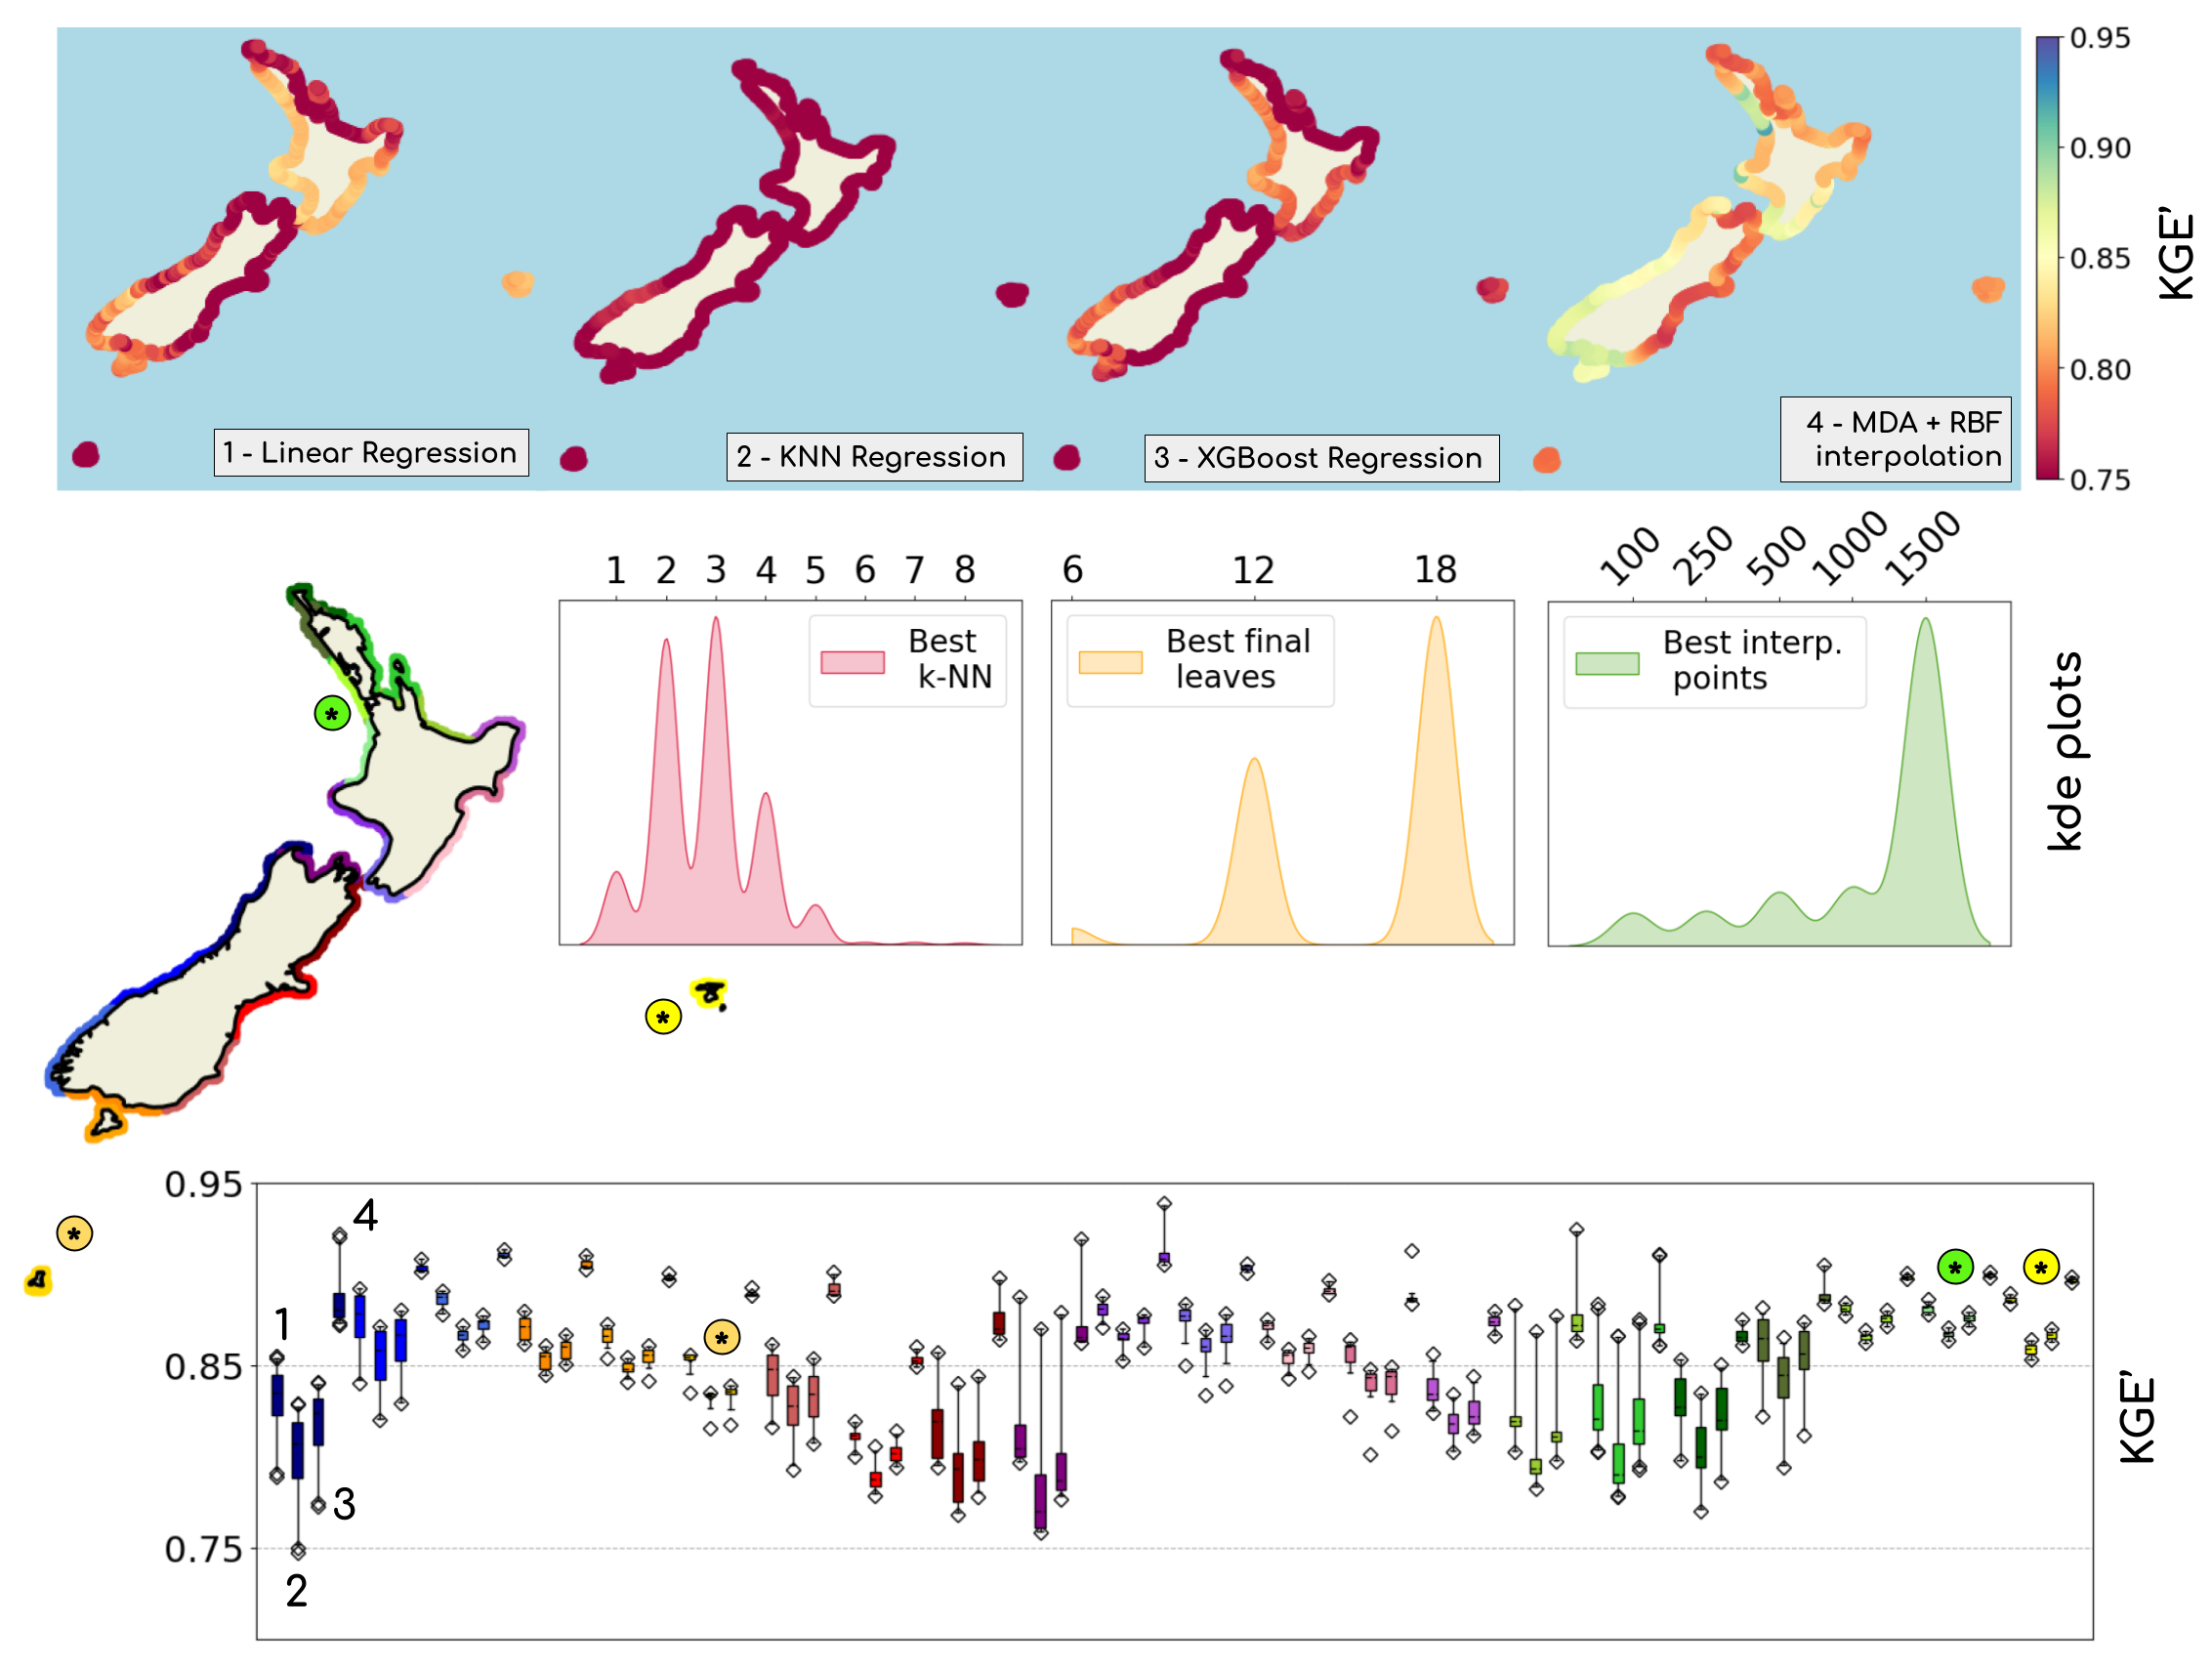 0.95
0.90
0.85
0.80
0.75
KGE’
1 - Linear Regression
2 - KNN Regression
3 - XGBoost Regression
4 - MDA + RBF
interpolation
1 2 3 4 5 6 7 8
Best
k-NN
6 12 18
Best final
leaves
100 250 500 1000 1500
Best interp.
points
kde plots
*
*
*
0.95
0.85
0.75
1
2
3
4
*
*
*
KGE’